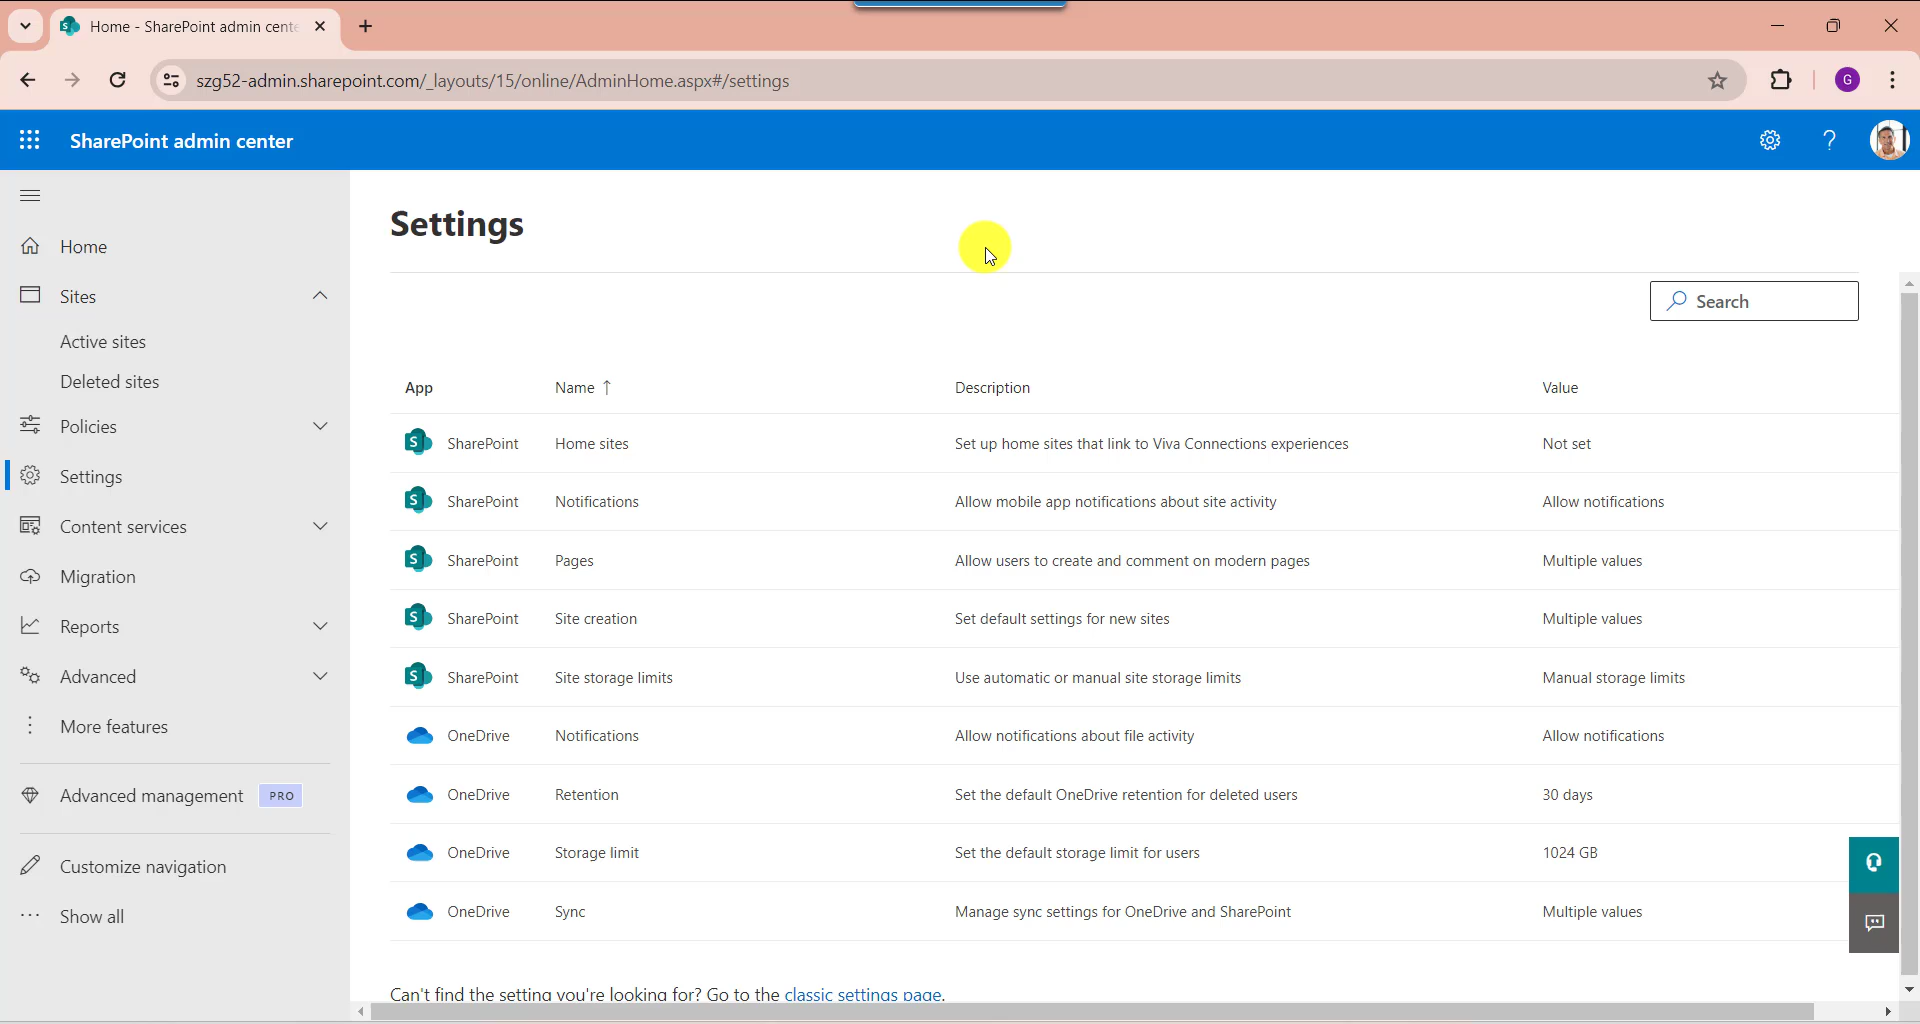 Home - SharePoint admin cente
szg52-admin.sharepoint.com/_layouts/15/online/AdminHome.aspx#/settings
G
SharePoint admin center
?
Home
Sites
Active sites
Deleted sites
Policies
Settings
Content services
Migration
Reports
Advanced
More features
Advanced management PRO
Customize navigation
Show all
Settings
Search
App Name ↑ Description Value
S SharePoint Home sites Set up home sites that link to Viva Connections experiences Not set
S SharePoint Notifications Allow mobile app notifications about site activity Allow notifications
S SharePoint Pages Allow users to create and comment on modern pages Multiple values
S SharePoint Site creation Set default settings for new sites Multiple values
S SharePoint Site storage limits Use automatic or manual site storage limits Manual storage limits
OneDrive Notifications Allow notifications about file activity Allow notifications
OneDrive Retention Set the default OneDrive retention for deleted users 30 days
OneDrive Storage limit Set the default storage limit for users 1024 GB
OneDrive Sync Manage sync settings for OneDrive and SharePoint Multiple values
Can't find the setting you're looking for? Go to the classic settings page.